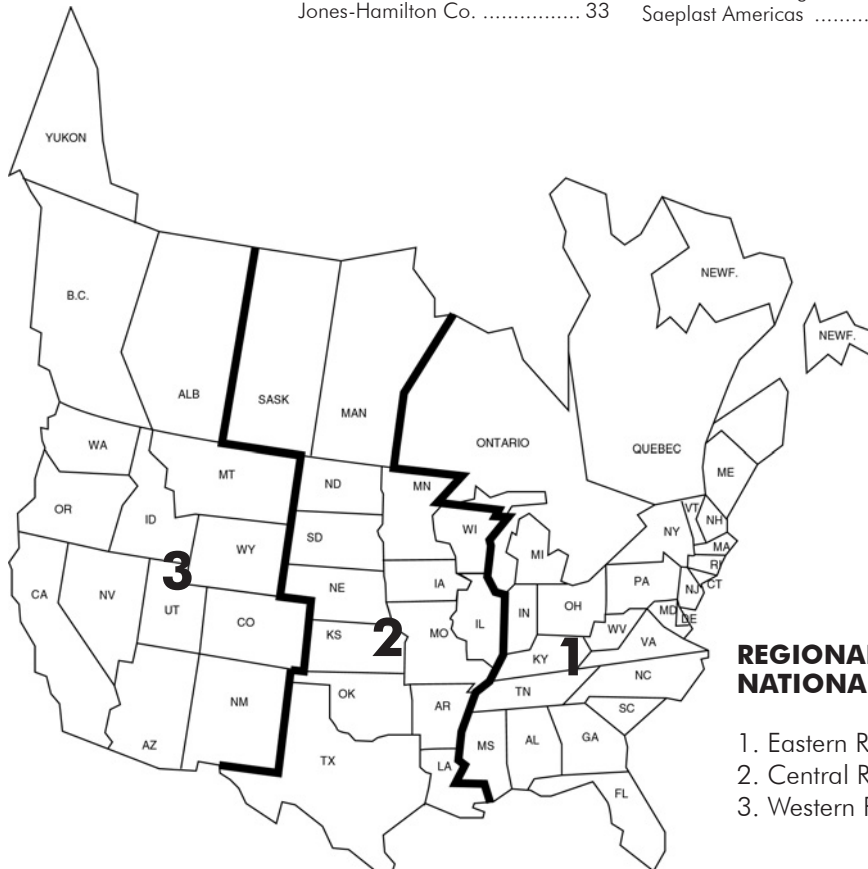 Jones-Hamilton Co. ................ 33
Saeplast Americas .........
YUKON
NEWF.
B.C.
NEWF.
ALB
SASK
MAN
ONTARIO
QUEBEC
WA
MT
ND
MN
ME
OR
ID
WI
VT
NH
NY
SD
WY
MI
MA
RI
3
CT
CA
NV
NE
IA
PA
NJ
UT
OH
IN
MD
DE
CO
KS
2
MO
IL
WV
VA
KY
1
NC
TN
NM
OK
AR
SC
AZ
TX
LA
MS
AL
GA
FL
REGIONAL
NATIONA
1. Eastern R
2. Central R
3. Western